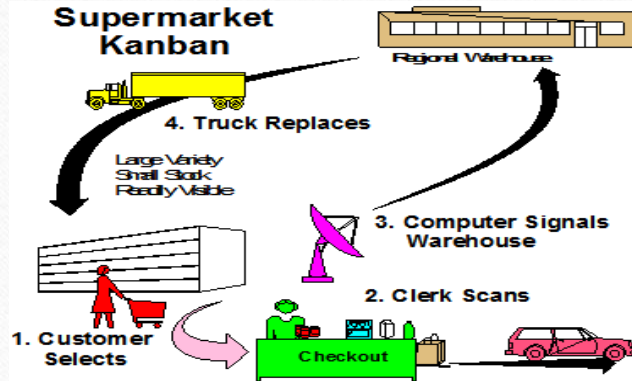 Supermarket
Kanban
Regional Warehouse
4. Truck Replaces
Large Variety
Small Stock
Readily Visible
3. Computer Signals
Warehouse
2. Clerk Scans
1. Customer
Selects
Checkout